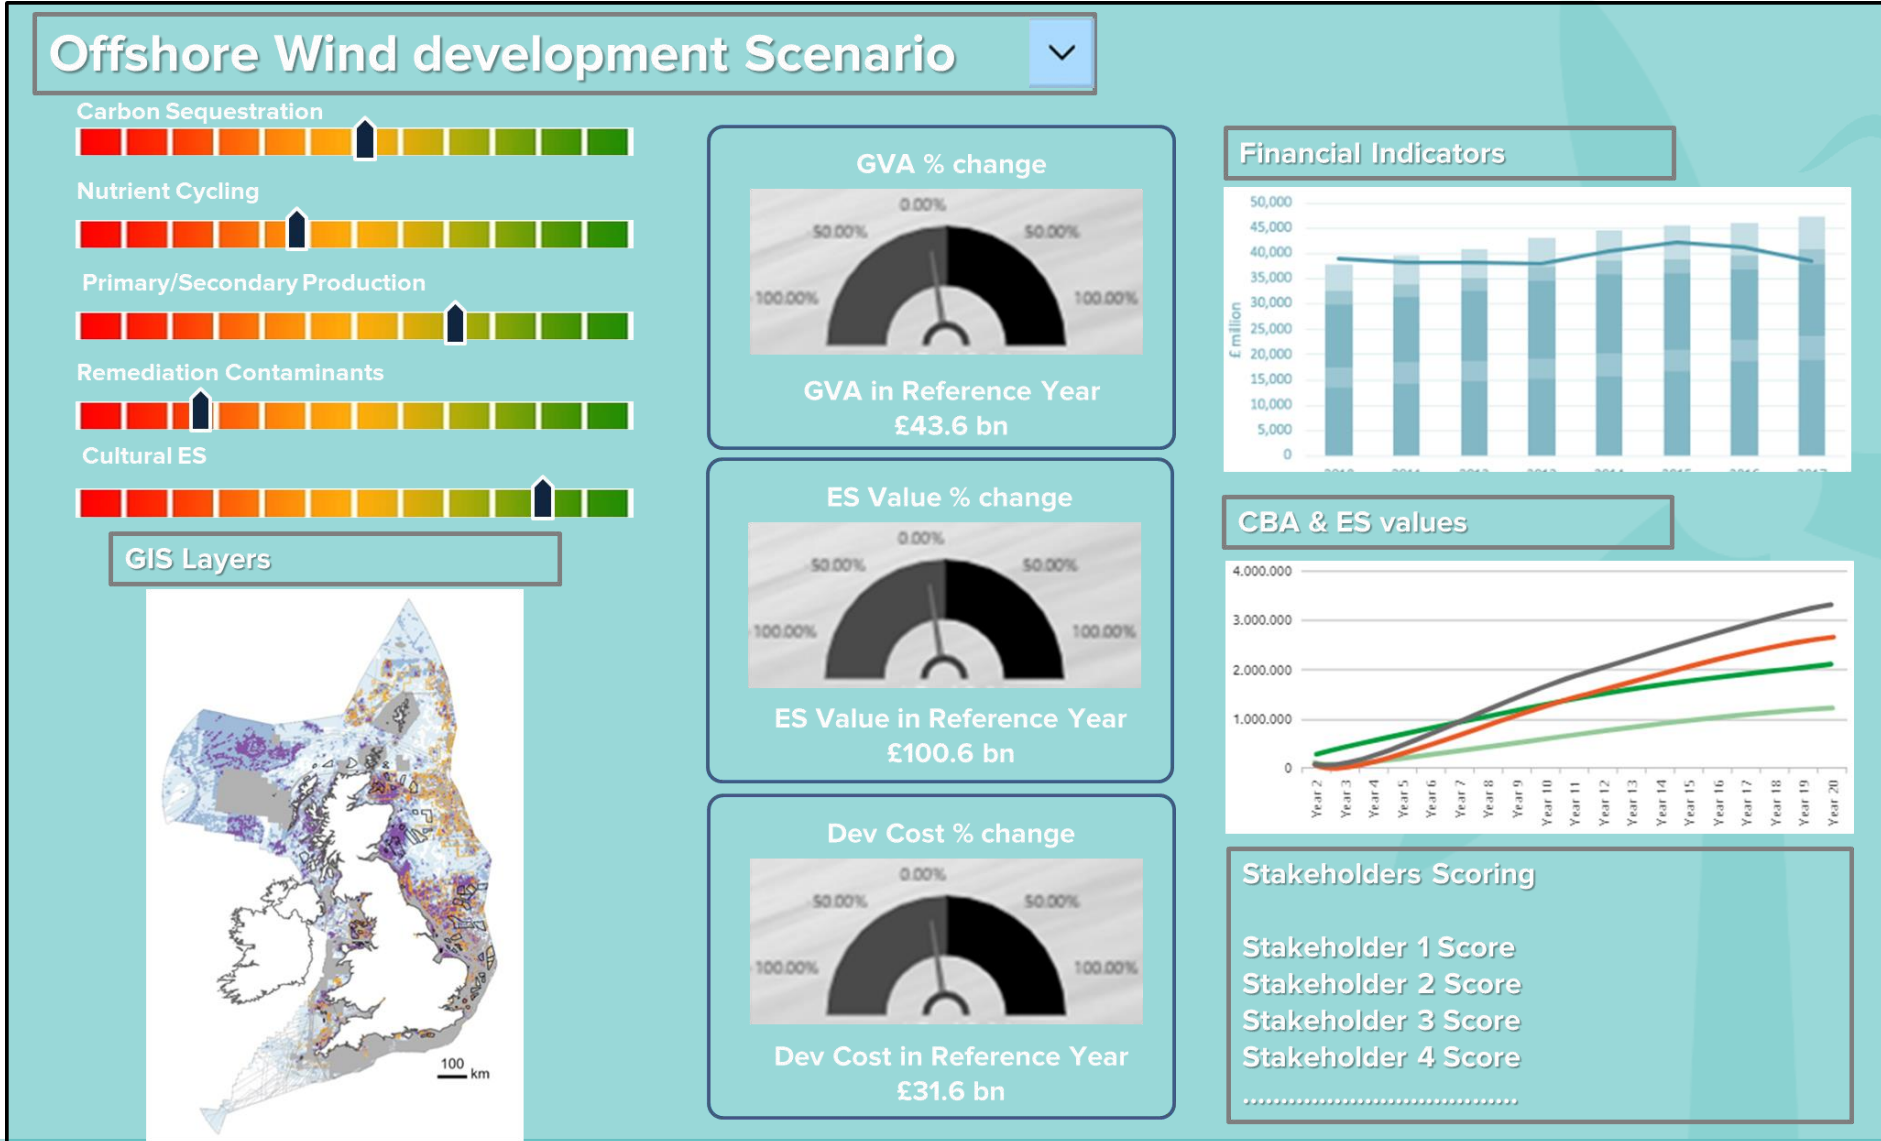 Offshore Wind development Scenario
Carbon Sequestration
Nutrient Cycling
Primary/Secondary Production
Remediation Contaminants
Cultural ES
GIS Layers
100
km
GVA % change
0.00%
50.00%
50.00%
100.00%
100.00%
GVA in Reference Year
£43.6 bn
ES Value % change
0.00%
50.00%
50.00%
100.00%
100.00%
ES Value in Reference Year
£100.6 bn
Dev Cost % change
0.00%
50.00%
50.00%
100.00%
100.00%
Dev Cost in Reference Year
£31.6 bn
Financial Indicators
£ million
50,000
45,000
40,000
35,000
30,000
25,000
20,000
15,000
10,000
5,000
0
CBA & ES values
4.000.000
3.000.000
2.000.000
1.000.000
0
Year 2
Year 3
Year 4
Year 5
Year 6
Year 7
Year 8
Year 9
Year 10
Year 11
Year 12
Year 13
Year 14
Year 15
Year 16
Year 17
Year 18
Year 19
Year 20
Stakeholders Scoring
Stakeholder 1 Score
Stakeholder 2 Score
Stakeholder 3 Score
Stakeholder 4 Score
....................................